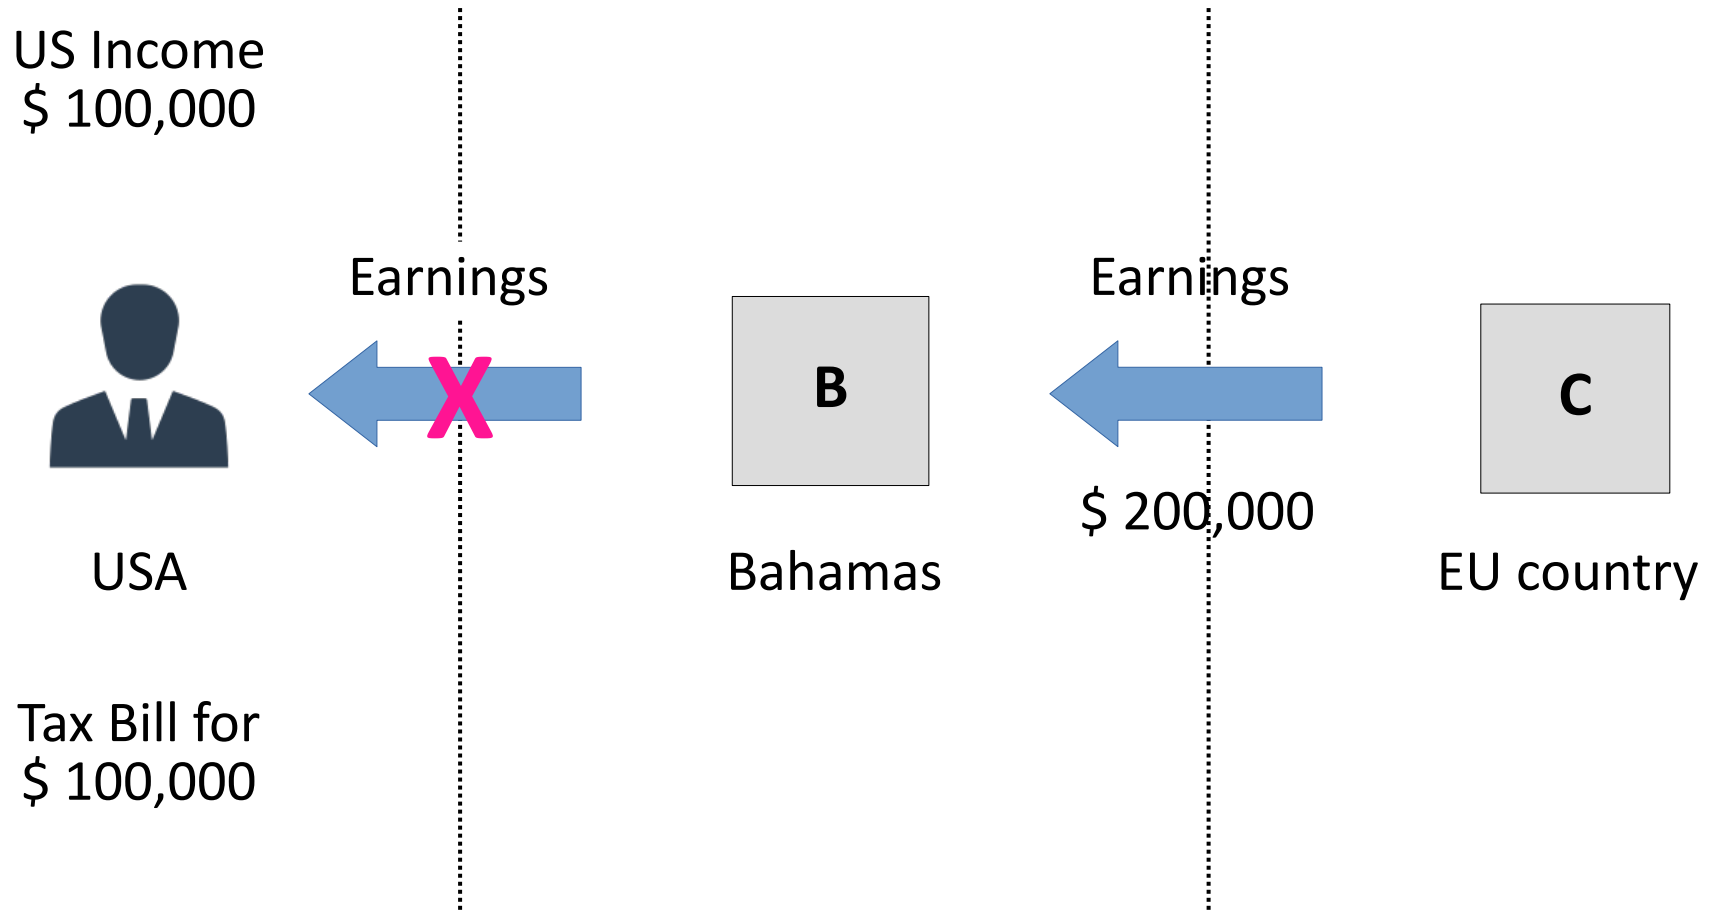 US Income
$ 100,000
Earnings
X
B
Earnings
$ 200,000
C
USA
Bahamas
EU country
Tax Bill for
$ 100,000